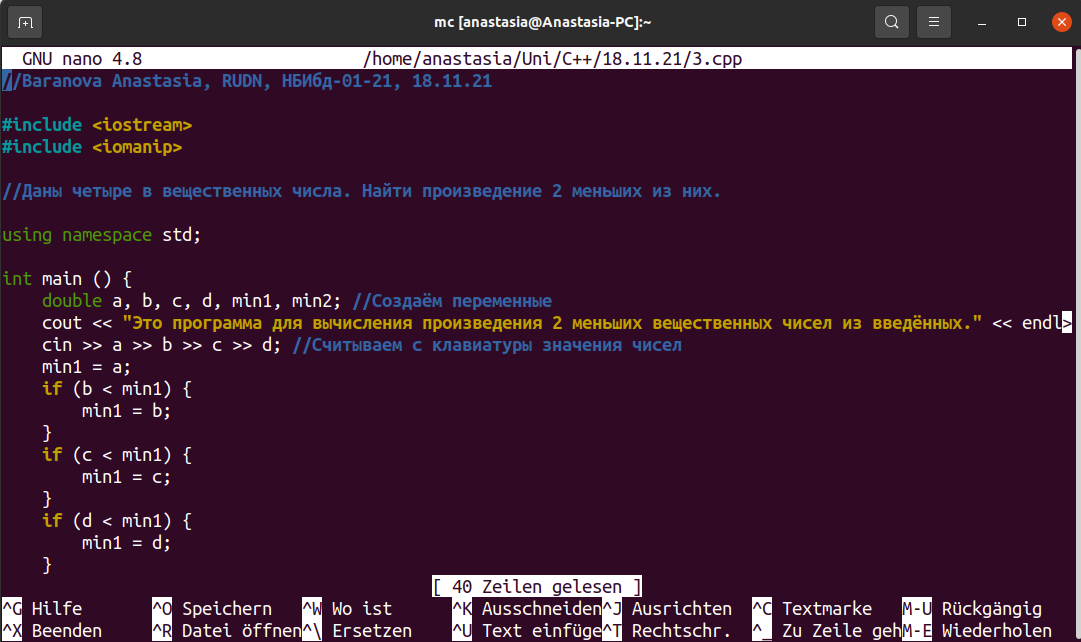 mc [anastasia@Anastasia-PC]:~
GNU nano 4.8 /home/anastasia/Uni/C++/18.11.21/3.cpp
//Baranova Anastasia, RUDN, НБИбд-01-21, 18.11.21
#include <iostream>
#include <iomanip>
//Даны четыре в вещественных числа. Найти произведение 2 меньших из них.
using namespace std;
int main () {
    double a, b, c, d, min1, min2; //Создаём переменные
    cout << "Это программа для вычисления произведения 2 меньших вещественных чисел из введённых." << endl>
    cin >> a >> b >> c >> d; //Считываем с клавиатуры значения чисел
    min1 = a;
    if (b < min1) {
        min1 = b;
    }
    if (c < min1) {
        min1 = c;
    }
    if (d < min1) {
        min1 = d;
    }
[ 40 Zeilen gelesen ]
^G Hilfe ^O Speichern ^W Wo ist ^K Ausschneiden ^J Ausrichten ^C Textmarke M-U Rückgängig
^X Beenden ^R Datei öffnen ^\ Ersetzen ^U Text einfüge ^T Rechtschr. ^_ Zu Zeile geh M-E Wiederholen